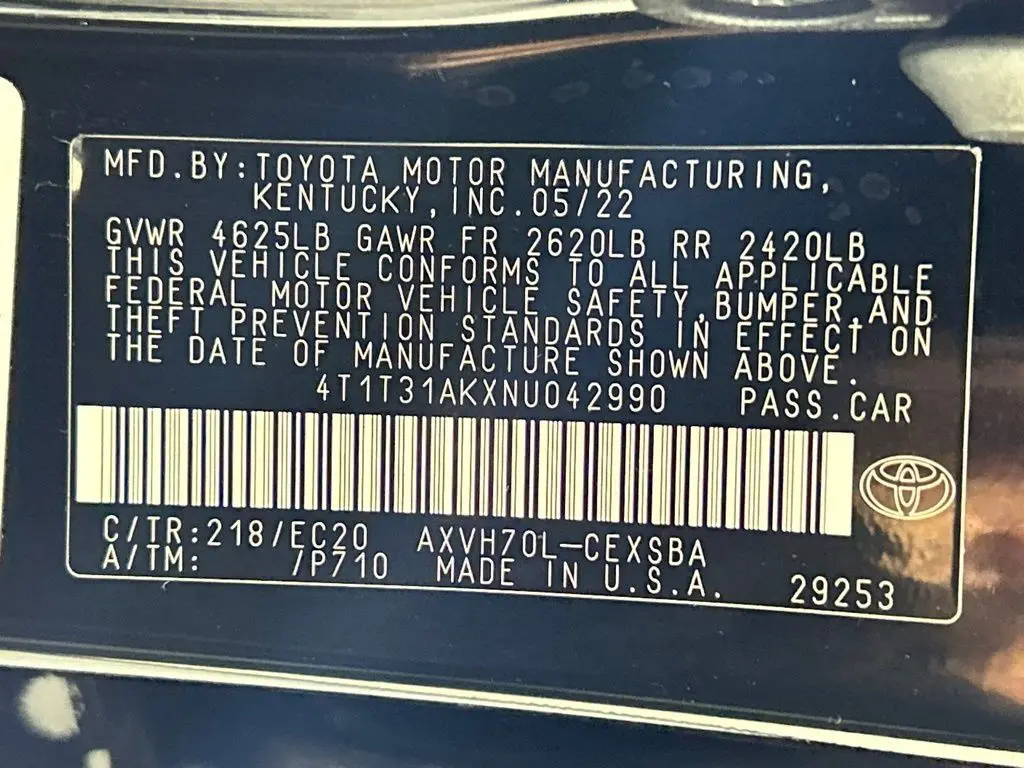 MFD.BY:TOYOTA MOTOR MANUFACTURING,
KENTUCKY,INC.05/22
GVWR 4625LB GAWR FR 2620LB RR 2420LB
THIS VEHICLE CONFORMS TO ALL APPLICABLE
FEDERAL MOTOR VEHICLE SAFETY,BUMPER,AND
THEFT PREVENTION STANDARDS IN EFFECT ON
THE DATE OF MANUFACTURE SHOWN ABOVE.
4T1T31AKXNU042990 PASS.CAR
C/TR:218/EC20 AXVH70L-CEXSBA
A/TM: /P710 MADE IN U.S.A. 29253